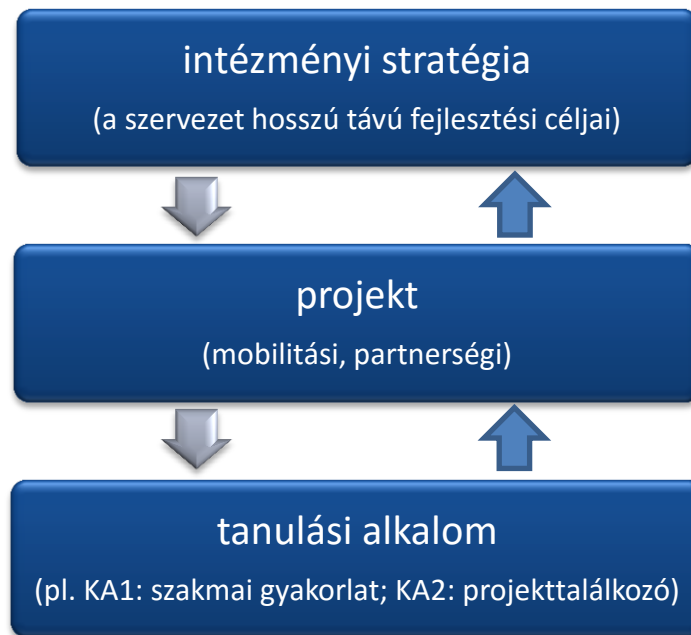 intézményi stratégia
(a szervezet hosszú távú fejlesztési céljai)
projekt
(mobilitási, partnerségi)
tanulási alkalom
(pl. KA1: szakmai gyakorlat; KA2: projekttalálkozó)